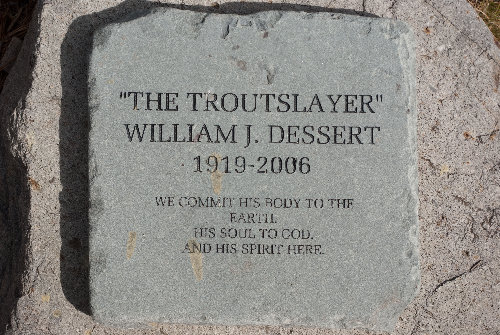 "THE TROUTSLAYER"
WILLIAM J. DESSERT
1919-2006
WE COMMIT HIS BODY TO THE
EARTH.
HIS SOUL TO GOD,
AND HIS SPIRIT HERE.